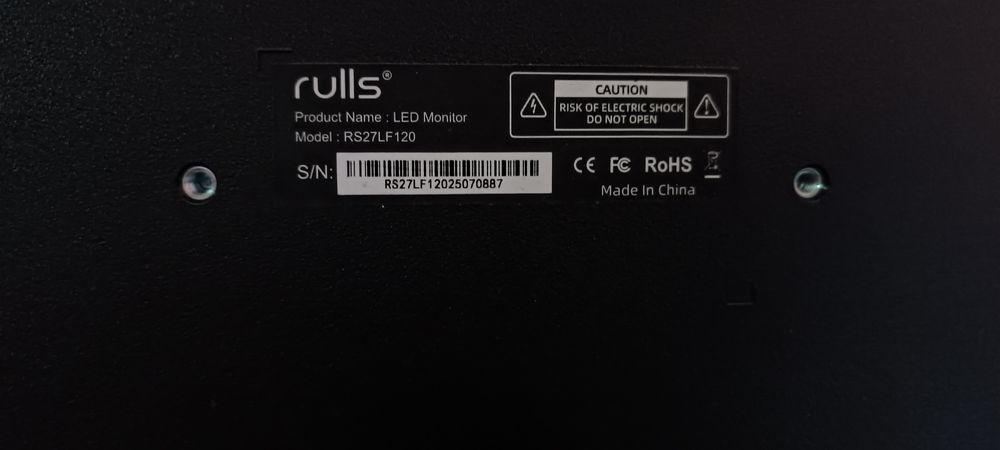 rulls®
Product Name : LED Monitor
Model : RS27LF120
S/N:
RS27LF12025070887
CAUTION
RISK OF ELECTRIC SHOCK
DO NOT OPEN
CE FC RoHS
Made In China